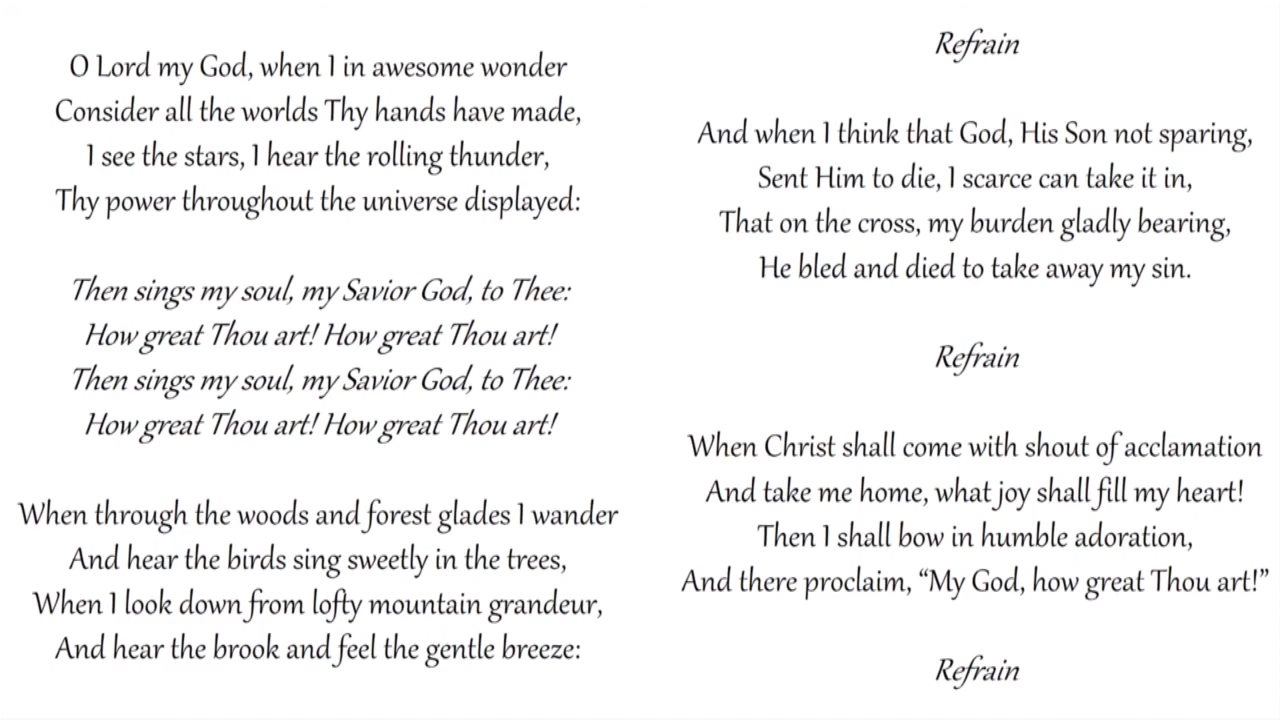 O Lord my God, when I in awesome wonder
Consider all the worlds Thy hands have made,
I see the stars, I hear the rolling thunder,
Thy power throughout the universe displayed:
Then sings my soul, my Savior God, to Thee:
How great Thou art! How great Thou art!
Then sings my soul, my Savior God, to Thee:
How great Thou art! How great Thou art!
When through the woods and forest glades I wander
And hear the birds sing sweetly in the trees,
When I look down from lofty mountain grandeur,
And hear the brook and feel the gentle breeze:
Refrain
And when I think that God, His Son not sparing,
Sent Him to die, I scarce can take it in,
That on the cross, my burden gladly bearing,
He bled and died to take away my sin.
Refrain
When Christ shall come with shout of acclamation
And take me home, what joy shall fill my heart!
Then I shall bow in humble adoration,
And there proclaim, “My God, how great Thou art!”
Refrain